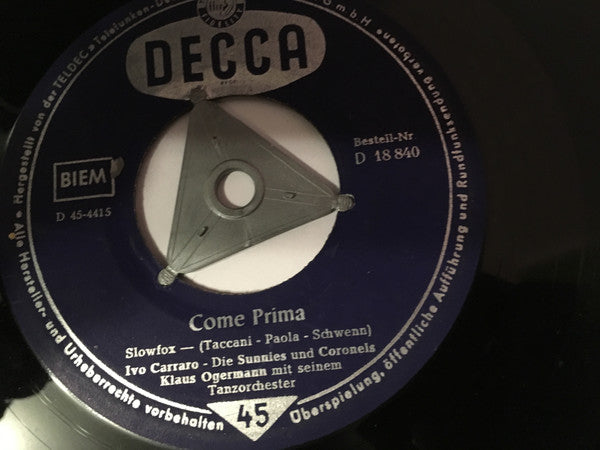 DECCA
Bestell-Nr
D 18 840
BIEM
D 45-4415
Come Prima
Slowfox — (Taccani - Paola - Schwenn)
Ivo Carraro - Die Sunnies und Coronels
Klaus Ogermann mit seinem
Tanzorchester
45
Alle Hersteller- und Urheberrechte vorbehalten
Überspielung, öffentliche Aufführung und Rundfunksendung verboten
Hergestellt von der TELDEC » Telefunken-